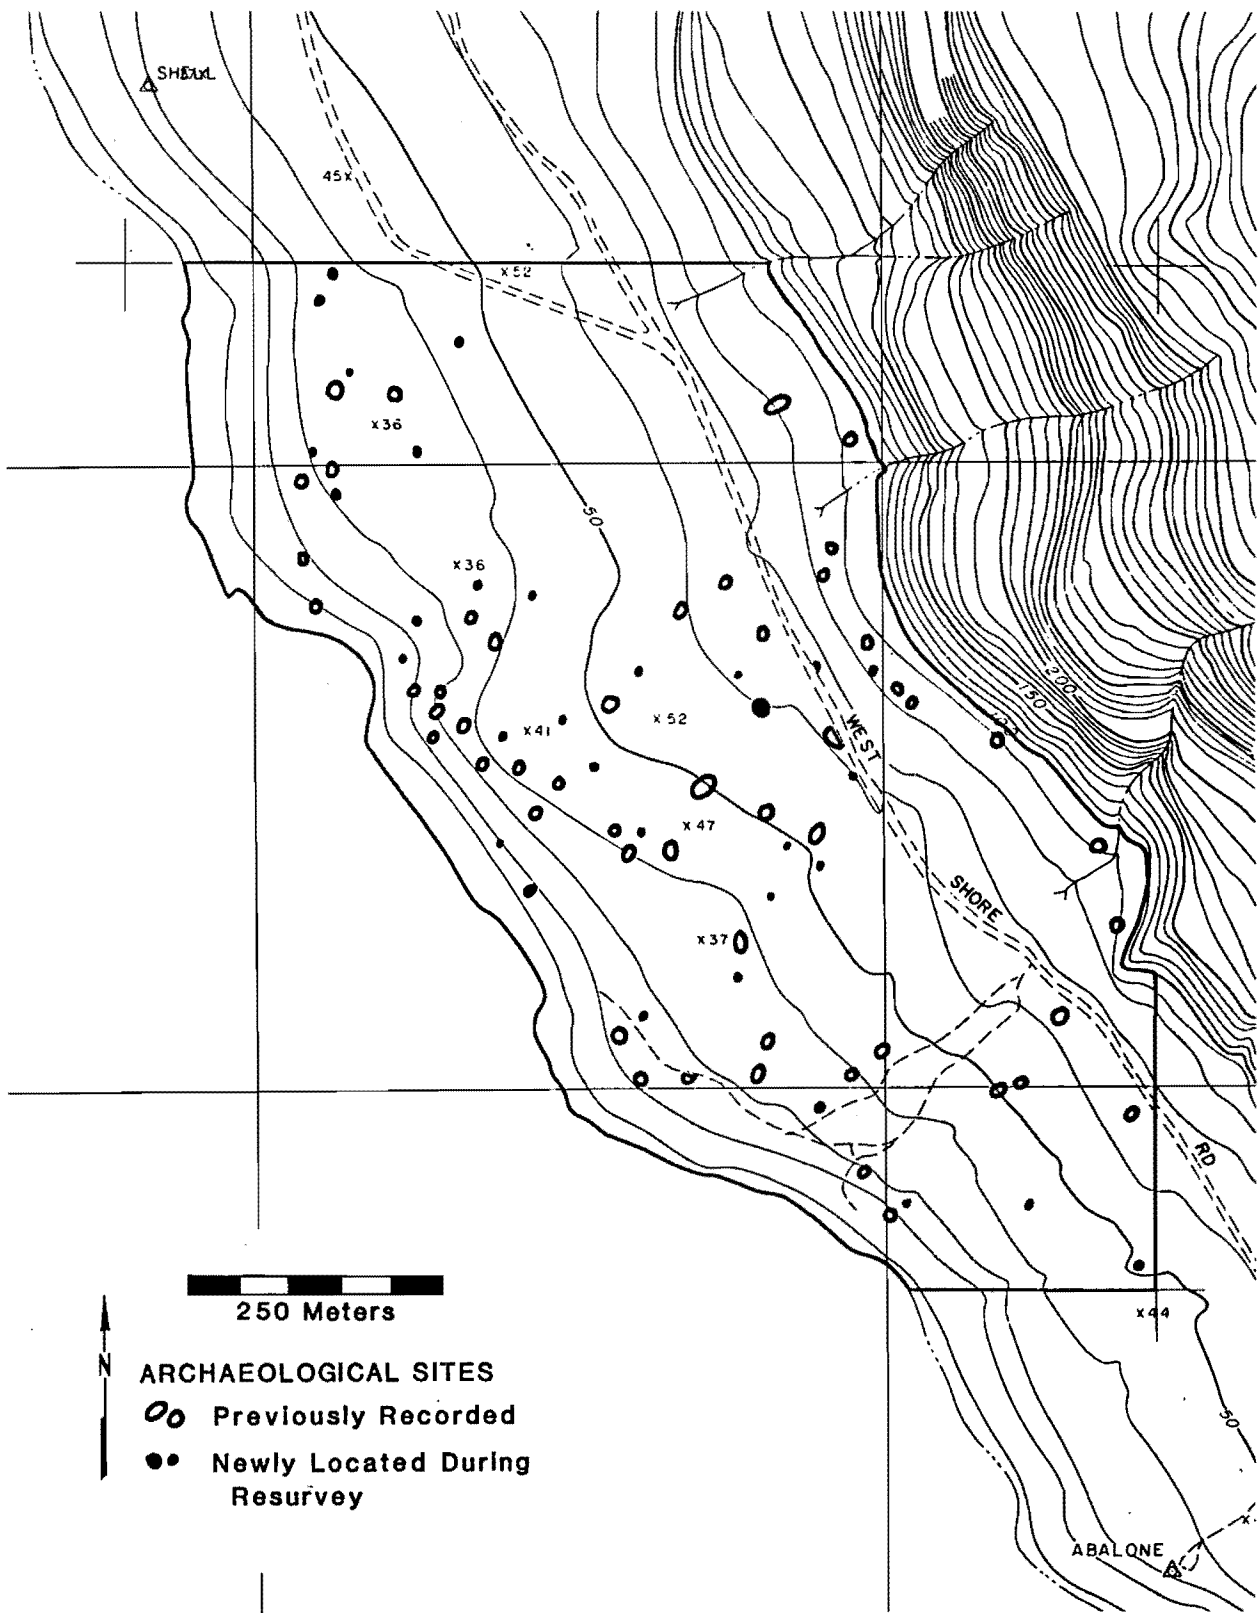 45x
x52
x36
50
x36
x52
x41
WEST
200
150
x47
SHORE
x37
RD
250 Meters
x44
N
ARCHAEOLOGICAL SITES
Previously Recorded
Newly Located During
Resurvey
50
ABALONE
x